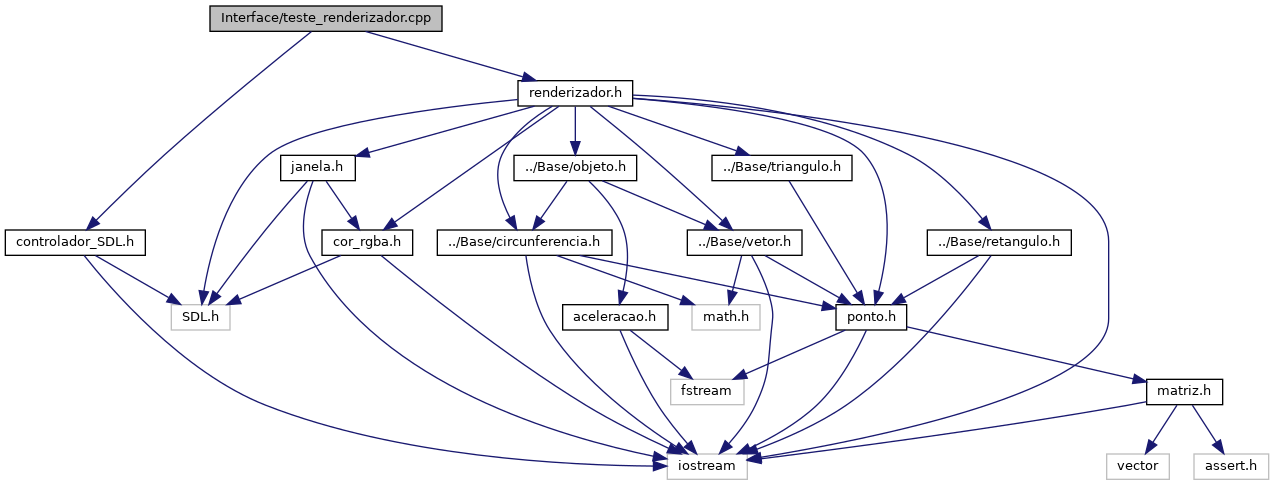 Interface/teste_renderizador.cpp
renderizador.h
janela.h
../Base/objeto.h
../Base/triangulo.h
controlador_SDL.h
cor_rgba.h
../Base/circunferencia.h
../Base/vetor.h
../Base/retangulo.h
SDL.h
aceleracao.h
math.h
ponto.h
fstream
matriz.h
iostream
vector
assert.h